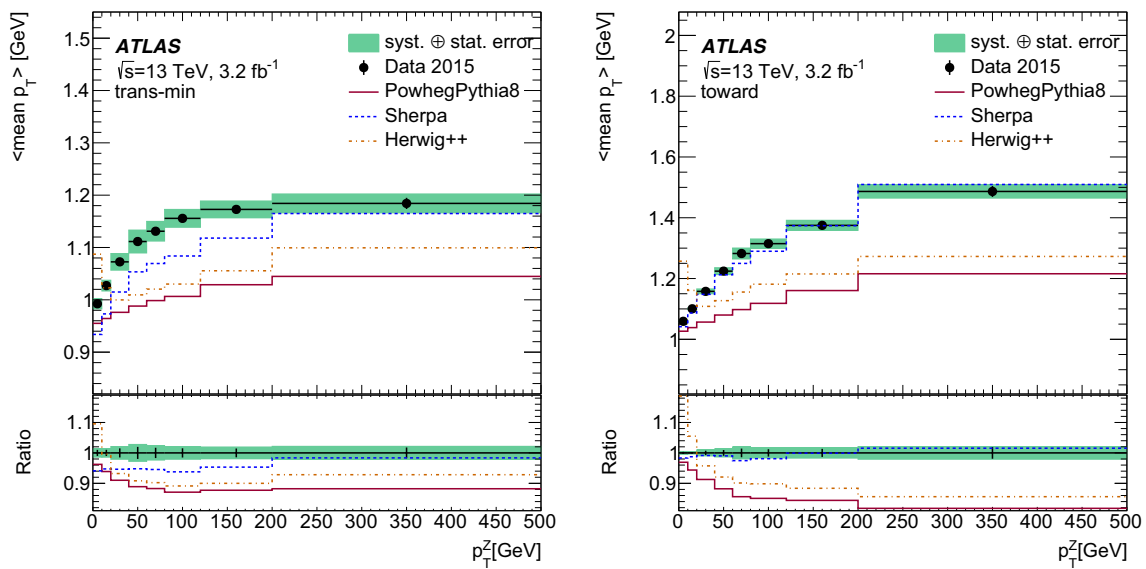 <mean p_T> [GeV]
1.5
1.4
1.3
1.2
1.1
1
0.9
ATLAS
√s=13 TeV, 3.2 fb⁻¹
trans-min
syst. ⊕ stat. error
Data 2015
PowhegPythia8
Sherpa
Herwig++
Ratio
1.1
1
0.9
0 50 100 150 200 250 300 350 400 450 500
p_T^Z[GeV]
<mean p_T> [GeV]
2
1.8
1.6
1.4
1.2
1
ATLAS
√s=13 TeV, 3.2 fb⁻¹
toward
syst. ⊕ stat. error
Data 2015
PowhegPythia8
Sherpa
Herwig++
Ratio
1.1
1
0.9
0 50 100 150 200 250 300 350 400 450 500
p_T^Z[GeV]